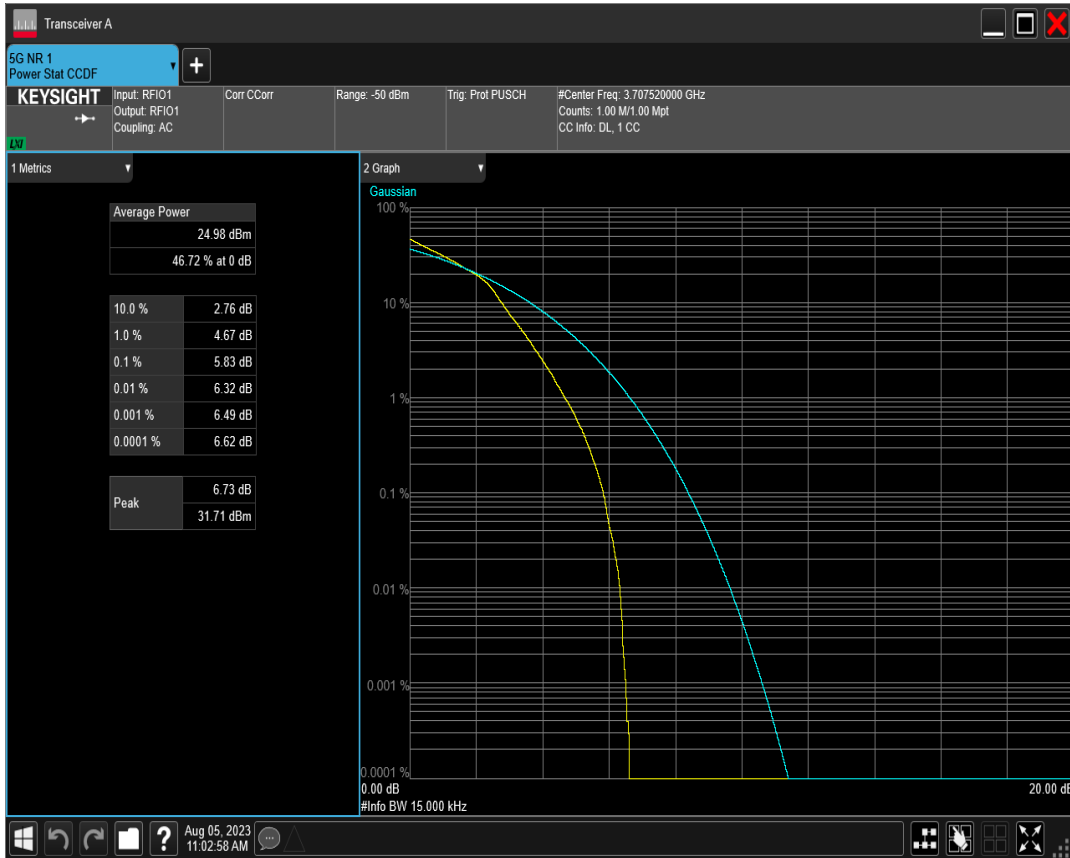 Transceiver A
5G NR 1
Power Stat CCDF
+
KEYSIGHT
LXI
Input: RFIO1
Output: RFIO1
Coupling: AC
Corr CCorr
Range: -50 dBm
Trig: Prot PUSCH
#Center Freq: 3.707520000 GHz
Counts: 1.00 M/1.00 Mpt
CC Info: DL, 1 CC
1 Metrics
Average Power
24.98 dBm
46.72 % at 0 dB
10.0 % 2.76 dB
1.0 % 4.67 dB
0.1 % 5.83 dB
0.01 % 6.32 dB
0.001 % 6.49 dB
0.0001 % 6.62 dB
Peak
6.73 dB
31.71 dBm
2 Graph
Gaussian
100 %
10 %
1 %
0.1 %
0.01 %
0.001 %
0.0001 %
0.00 dB
20.00 dB
#Info BW 15.000 kHz
?
Aug 05, 2023
11:02:58 AM